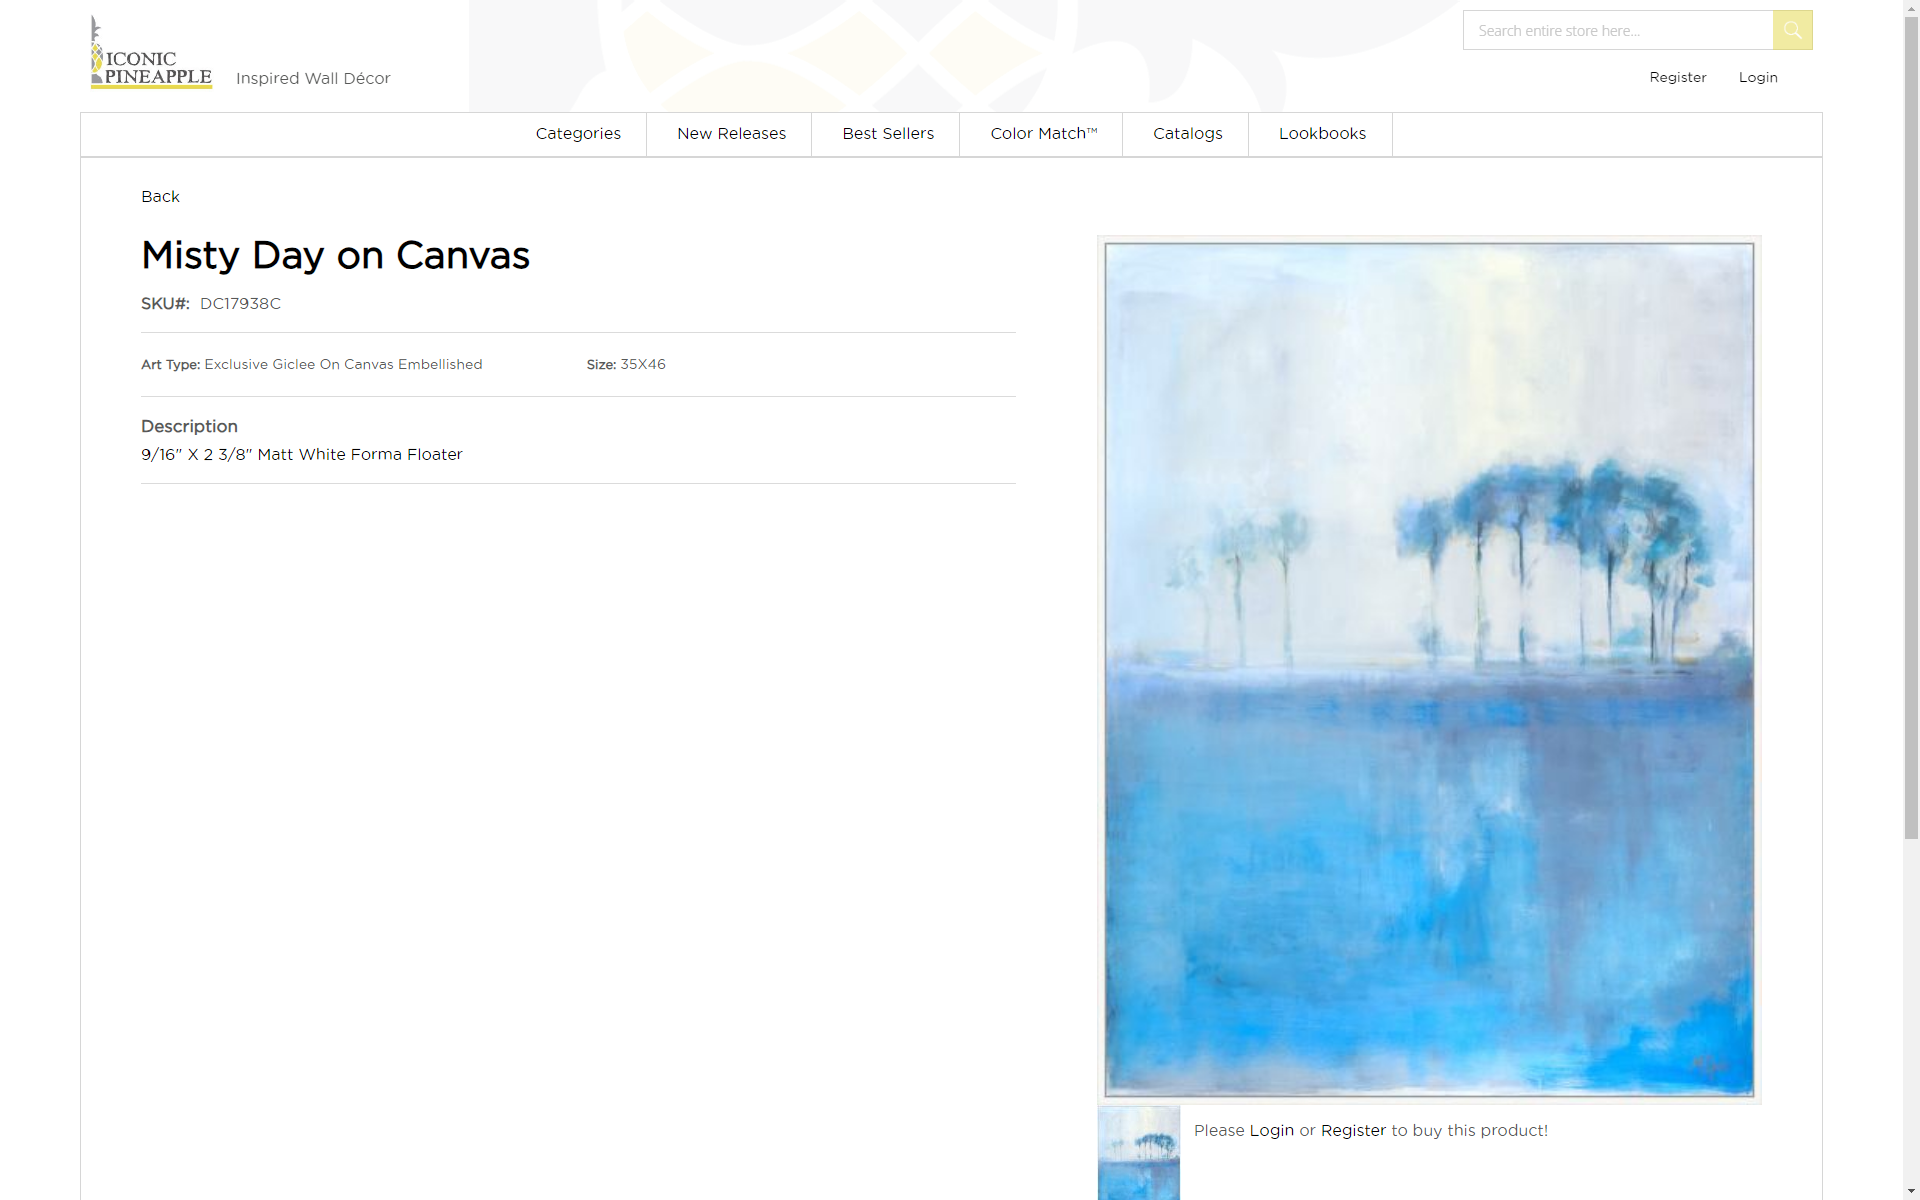 ICONIC
PINEAPPLE
Inspired Wall Décor
Search entire store here...
Register
Login
Categories
New Releases
Best Sellers
Color Match™
Catalogs
Lookbooks
Back
Misty Day on Canvas
SKU#: DC17938C
Art Type: Exclusive Giclee On Canvas Embellished
Size: 35X46
Description
9/16" X 2 3/8" Matt White Forma Floater
Please Login or Register to buy this product!